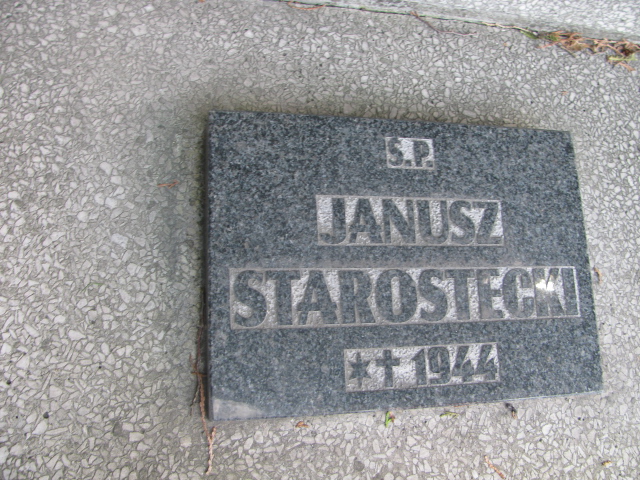 Ś.P.
JANUSZ
STAROSTECKI
*✝ 1944